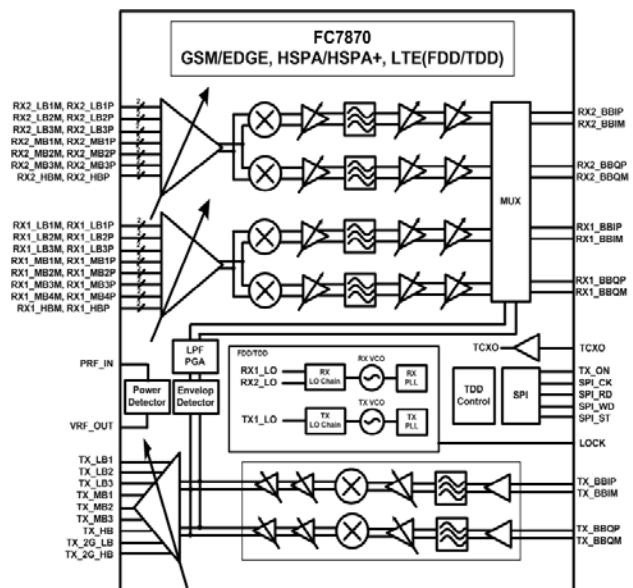 FC7870
GSM/EDGE, HSPA/HSPA+, LTE(FDD/TDD)
RX2_LB1M, RX2_LB1P
RX2_LB2M, RX2_LB2P
RX2_LB3M, RX2_LB3P
RX2_MB1M, RX2_MB1P
RX2_MB2M, RX2_MB2P
RX2_MB3M, RX2_MB3P
RX2_HBM, RX2_HBP
RX1_LB1M, RX1_LB1P
RX1_LB2M, RX1_LB2P
RX1_LB3M, RX1_LB3P
RX1_MB1M, RX1_MB1P
RX1_MB2M, RX1_MB2P
RX1_MB3M, RX1_MB3P
RX1_MB4M, RX1_MB4P
RX1_HBM, RX1_HBP
MUX
RX2_BBIP
RX2_BBIM
RX2_BBQP
RX2_BBQM
RX1_BBIP
RX1_BBIM
RX1_BBQP
RX1_BBQM
PRF_IN
VRF_OUT
LPF
PGA
Power
Detector
Envelop
Detector
FDD/TDD
RX1_LO
RX2_LO
RX
LO Chain
RX VCO
RX
PLL
TX1_LO
TX
LO Chain
TX VCO
TX
PLL
TCXO
TCXO
TDD
Control
SPI
TX_ON
SPI_CK
SPI_RD
SPI_WD
SPI_ST
LOCK
TX_LB1
TX_LB2
TX_LB3
TX_MB1
TX_MB2
TX_MB3
TX_HB
TX_2G_LB
TX_2G_HB
TX_BBIP
TX_BBIM
TX_BBQP
TX_BBQM